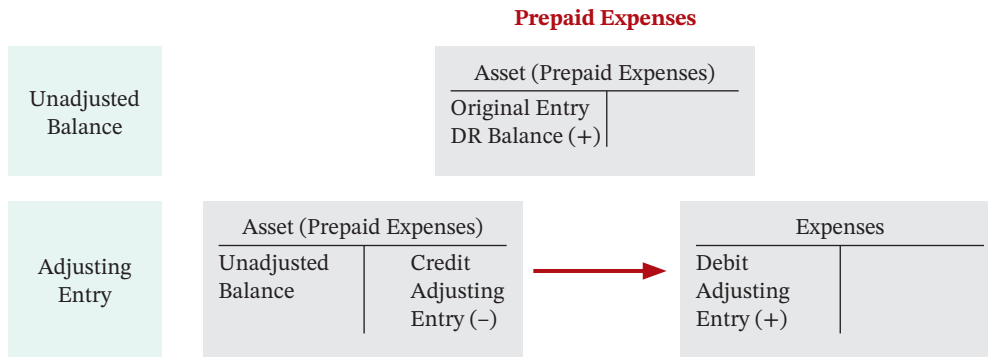 Prepaid Expenses
Unadjusted
Balance
Asset (Prepaid Expenses)
Original Entry
DR Balance (+)
Adjusting
Entry
Asset (Prepaid Expenses)
Unadjusted
Balance
Credit
Adjusting
Entry (–)
Expenses
Debit
Adjusting
Entry (+)